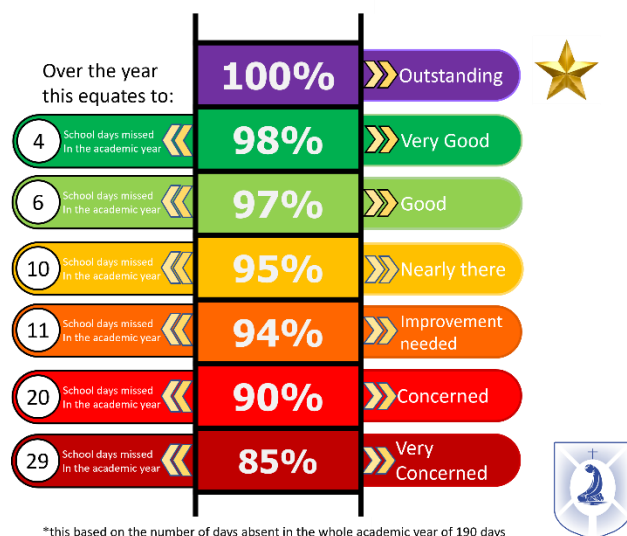 Over the year
this equates to:
100%
Outstanding
4
School days missed
In the academic year
98%
Very Good
6
School days missed
In the academic year
97%
Good
10
School days missed
In the academic year
95%
Nearly there
11
School days missed
In the academic year
94%
Improvement
needed
20
School days missed
In the academic year
90%
Concerned
29
School days missed
In the academic year
85%
Very
Concerned
*this based on the number of days absent in the whole academic year of 190 days